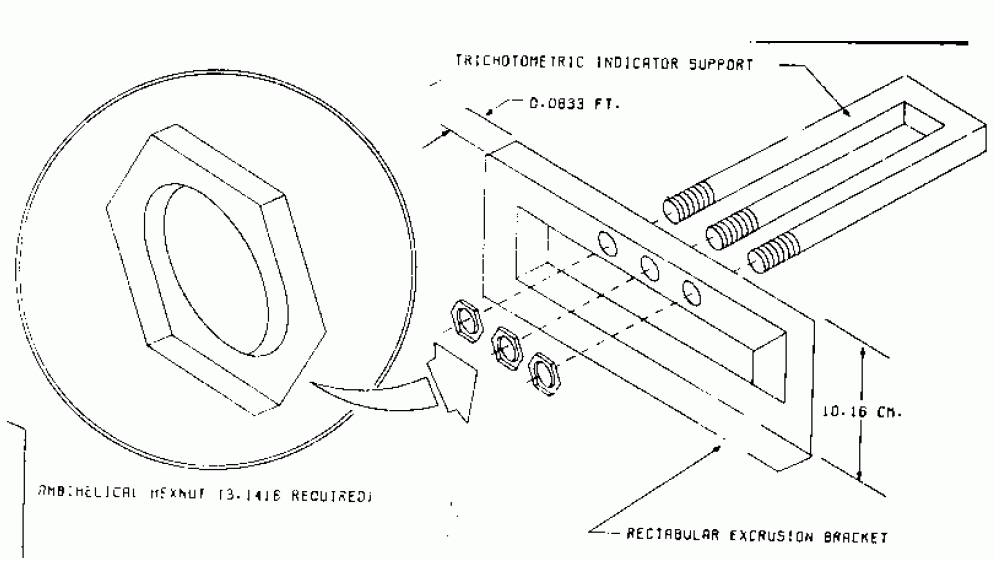 TRICHOTOMETRIC INDICATOR SUPPORT
0.0833 FT.
10.16 CM.
AMBIHELICAL HEXNUT (3.1416 REQUIRED)
RECTABULAR EXCRUSION BRACKET